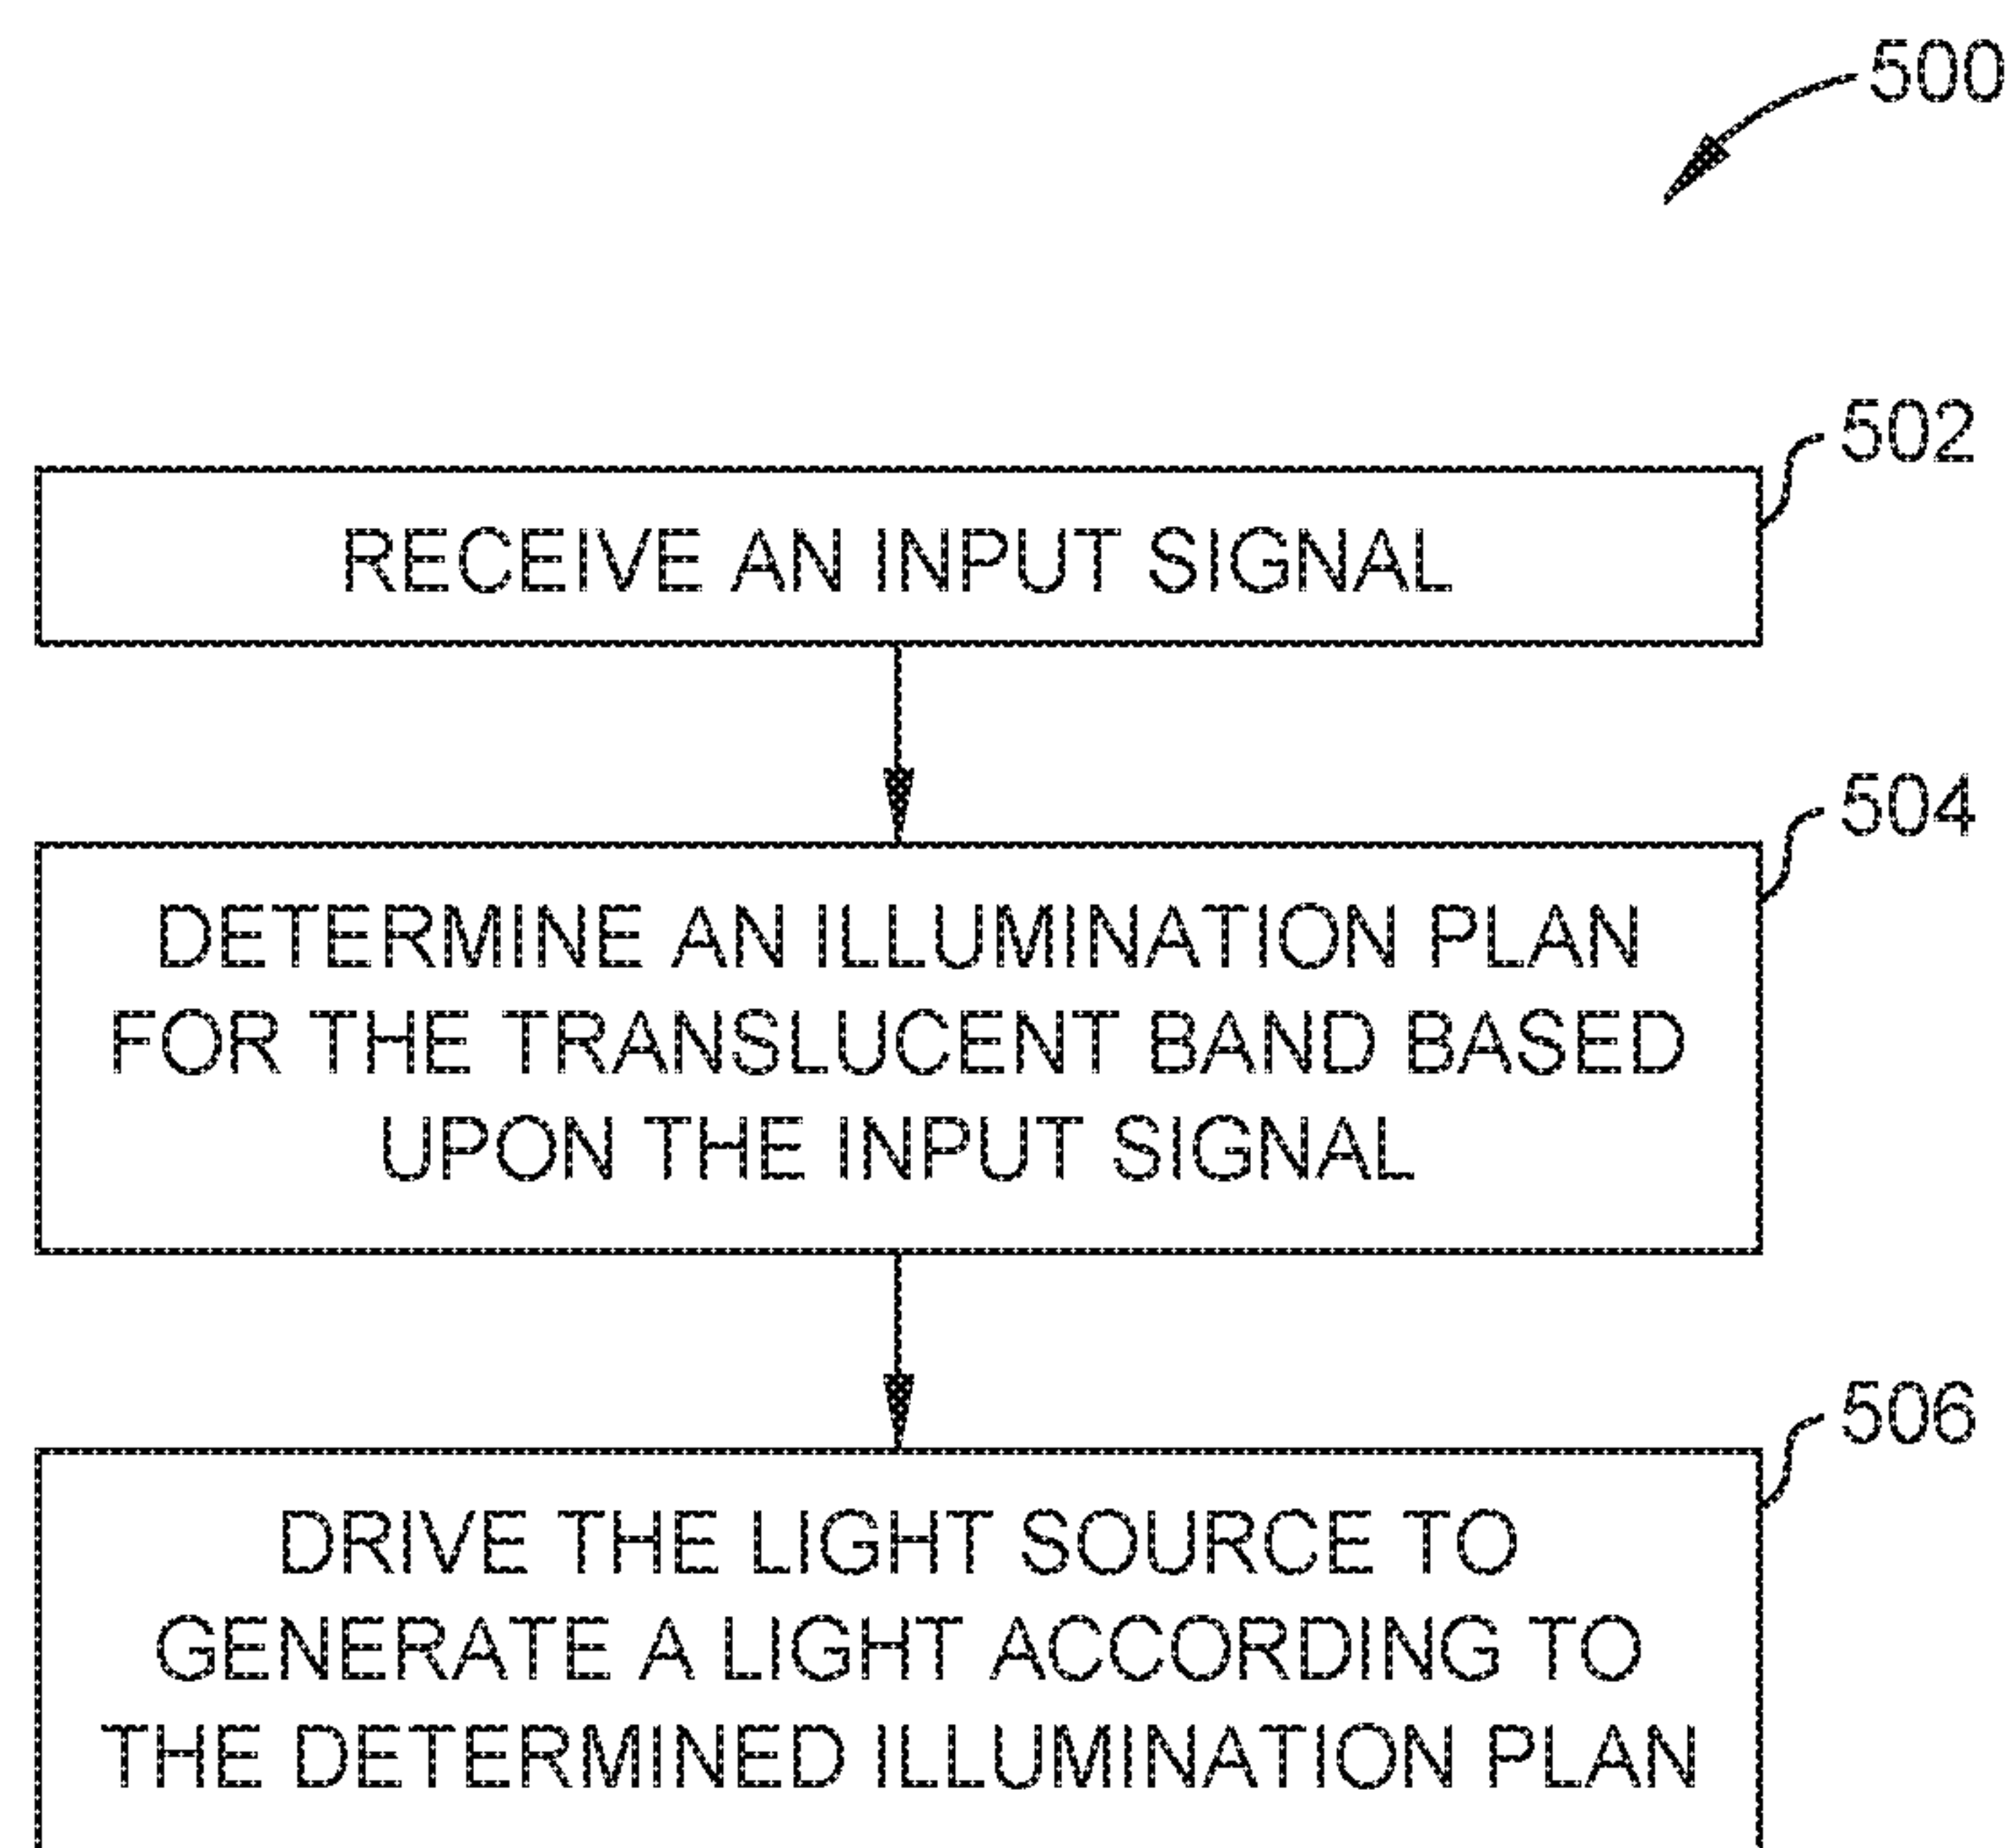 500
502
RECEIVE AN INPUT SIGNAL
504
DETERMINE AN ILLUMINATION PLAN
FOR THE TRANSLUCENT BAND BASED
UPON THE INPUT SIGNAL
506
DRIVE THE LIGHT SOURCE TO
GENERATE A LIGHT ACCORDING TO
THE DETERMINED ILLUMINATION PLAN